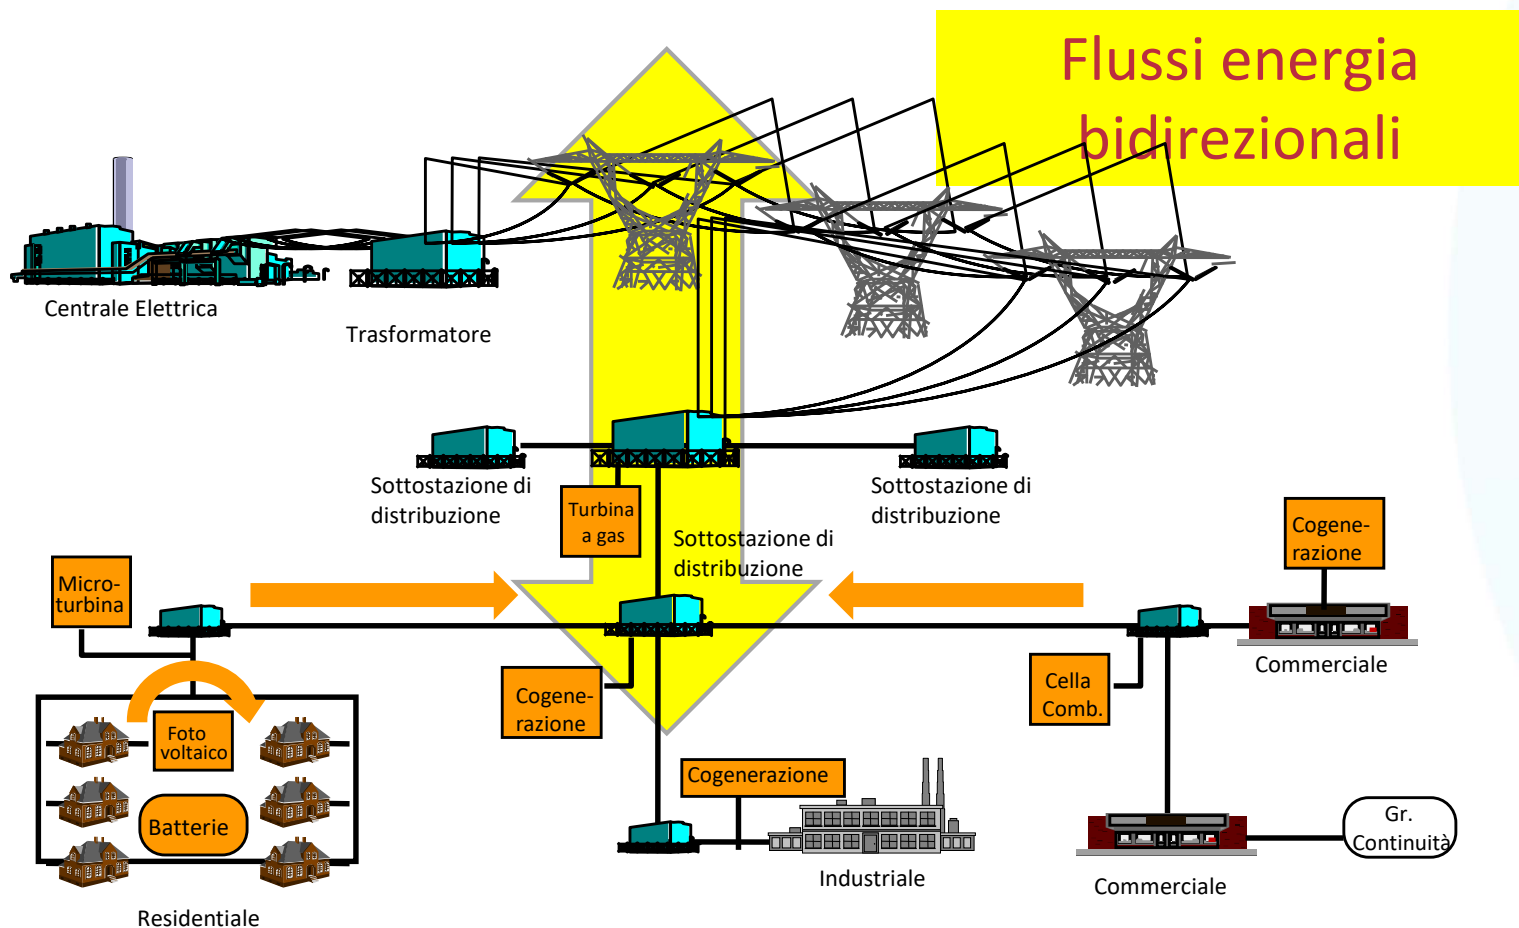 Flussi energia
bidirezionali
Centrale Elettrica
Trasformatore
Sottostazione di
distribuzione
Turbina
a gas
Sottostazione di
distribuzione
Sottostazione di
distribuzione
Cogene-
razione
Micro-
turbina
Commerciale
Cogene-
razione
Cella
Comb.
Foto
voltaico
Batterie
Cogenerazione
Gr.
Continuità
Industriale
Commerciale
Residentiale